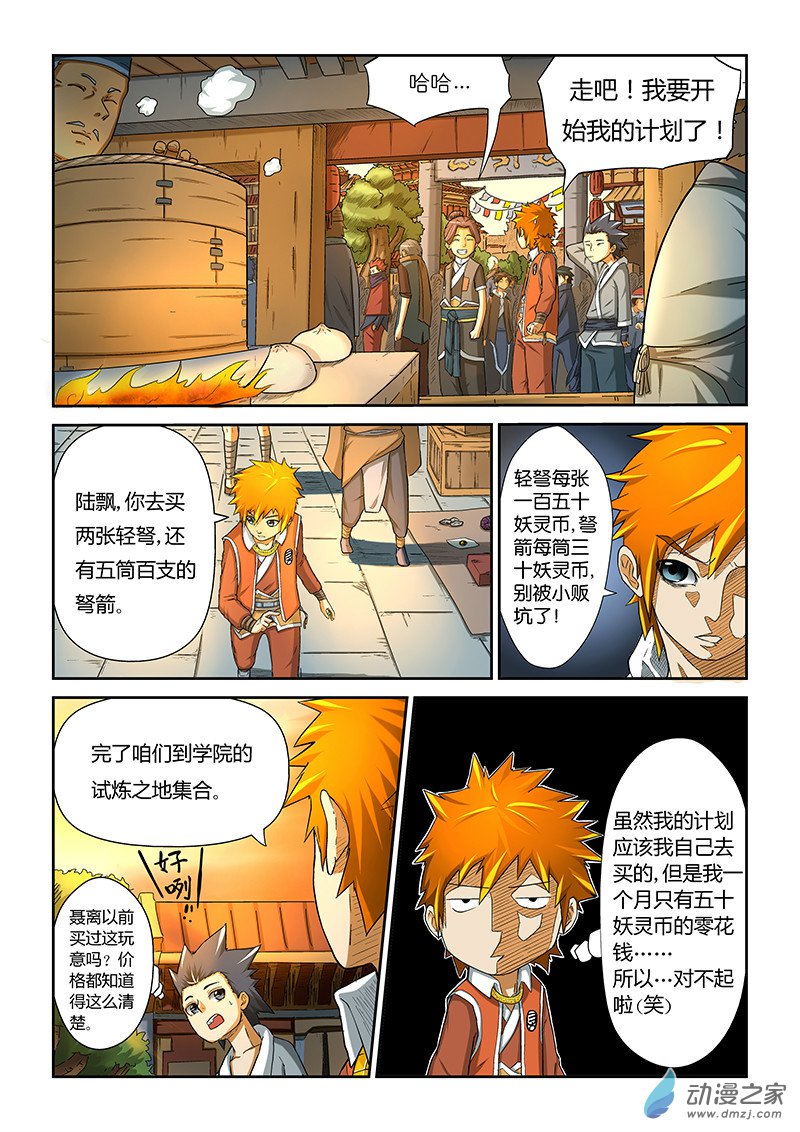 哈哈…
走吧！我要开
始我的计划了！
陆飘,你去买
两张轻弩,还
有五筒百支的
弩箭。
轻弩每张
一百五十
妖灵币,弩
箭每筒三
十妖灵币,
别被小贩
坑了!
完了咱们到学院的
试炼之地集合。
好
咧!!
聂离以前
买过这玩
意吗？价
格都知道
得这么清
楚。
虽然我的计划
应该我自己去
买的,但是我一
个月只有五十
妖灵币的零花
钱……
所以…对不起
啦(笑)
动漫之家
www.dmzj.com